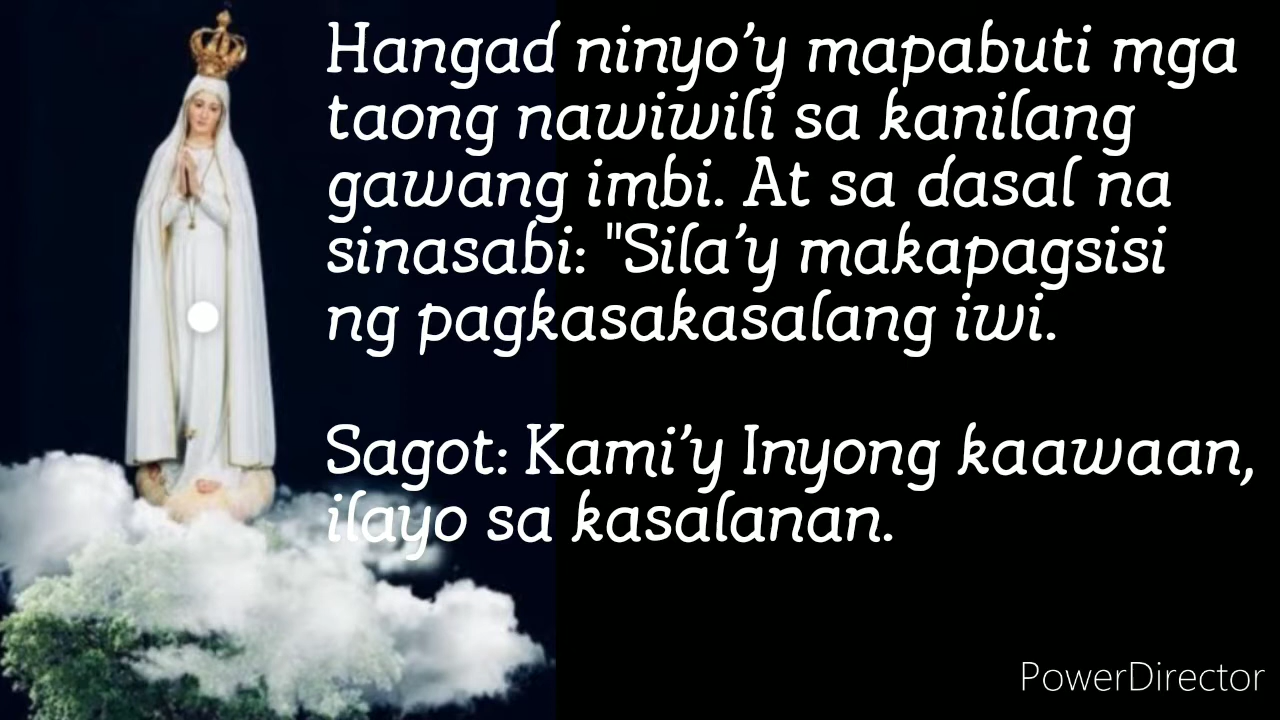 Hangad ninyo’y mapabuti mga
taong nawiwili sa kanilang
gawang imbi. At sa dasal na
sinasabi: "Sila’y makapagsisi
ng pagkasakasalang iwi.
Sagot: Kami’y Inyong kaawaan,
ilayo sa kasalanan.
PowerDirector